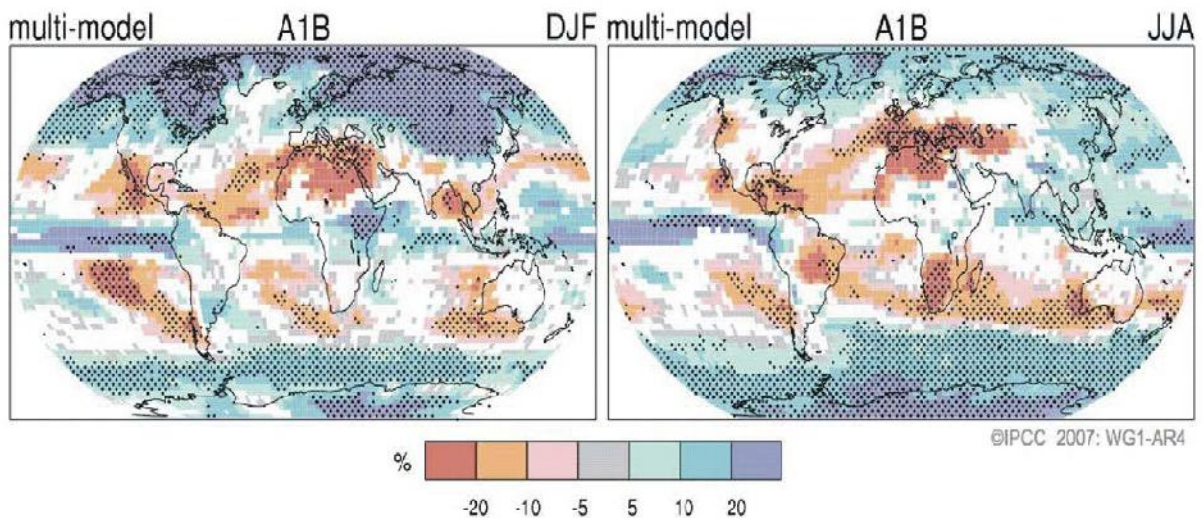 multi-model A1B DJF
multi-model A1B JJA
©IPCC 2007: WG1-AR4
%
-20 -10 -5 5 10 20